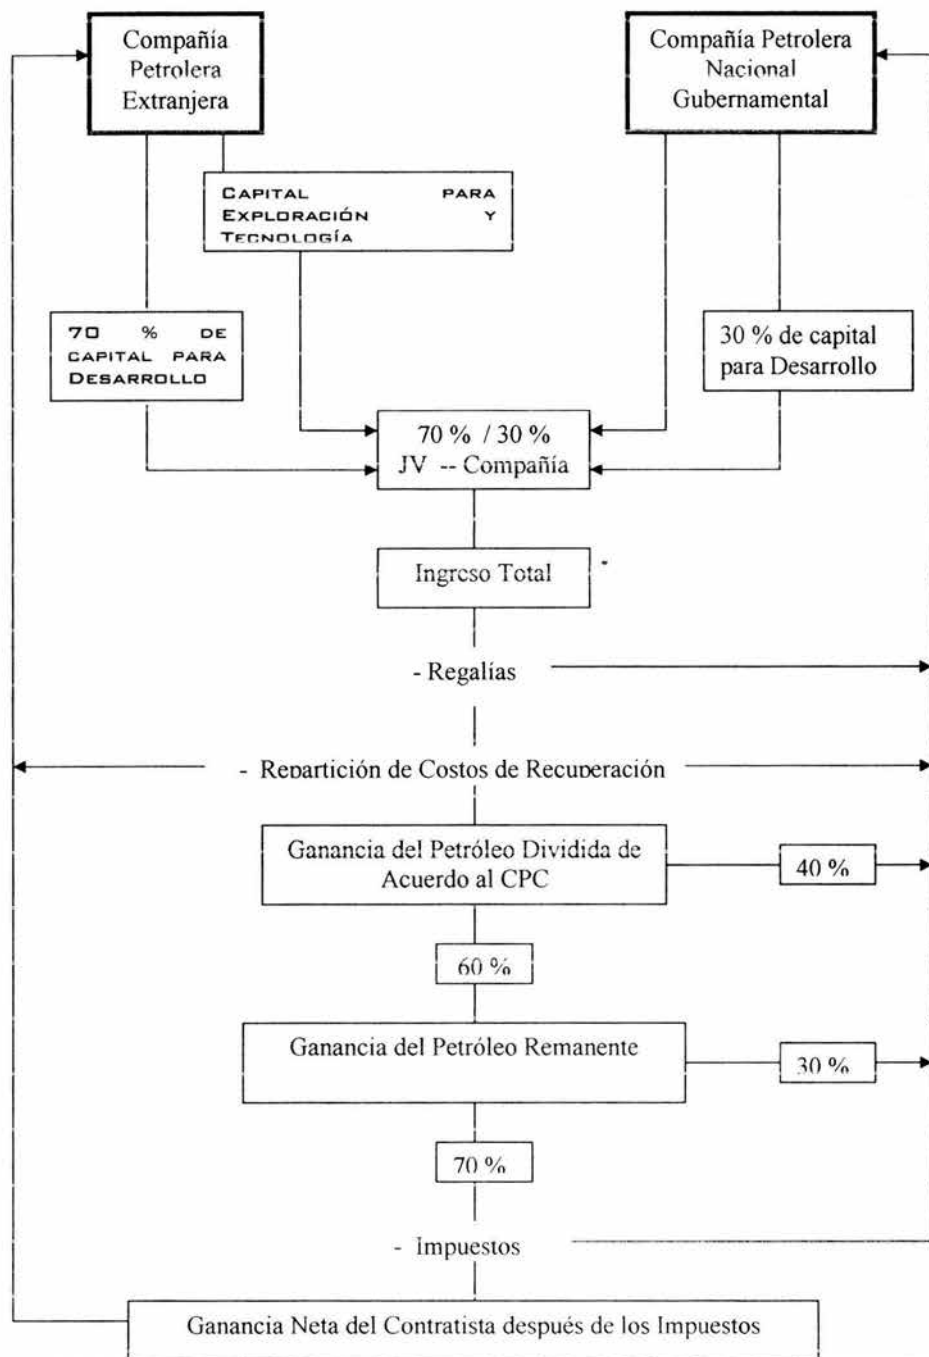 Compañía
Petrolera
Extranjera
Compañía Petrolera
Nacional
Gubernamental
CAPITAL PARA
EXPLORACIÓN Y
TECNOLOGÍA
70 % DE
CAPITAL PARA
DESARROLLO
30 % de capital
para Desarrollo
70 % / 30 %
JV -- Compañía
Ingreso Total
- Regalías
- Repartición de Costos de Recuperación
Ganancia del Petróleo Dividida de
Acuerdo al CPC
40 %
60 %
Ganancia del Petróleo Remanente
30 %
70 %
- Impuestos
Ganancia Neta del Contratista después de los Impuestos